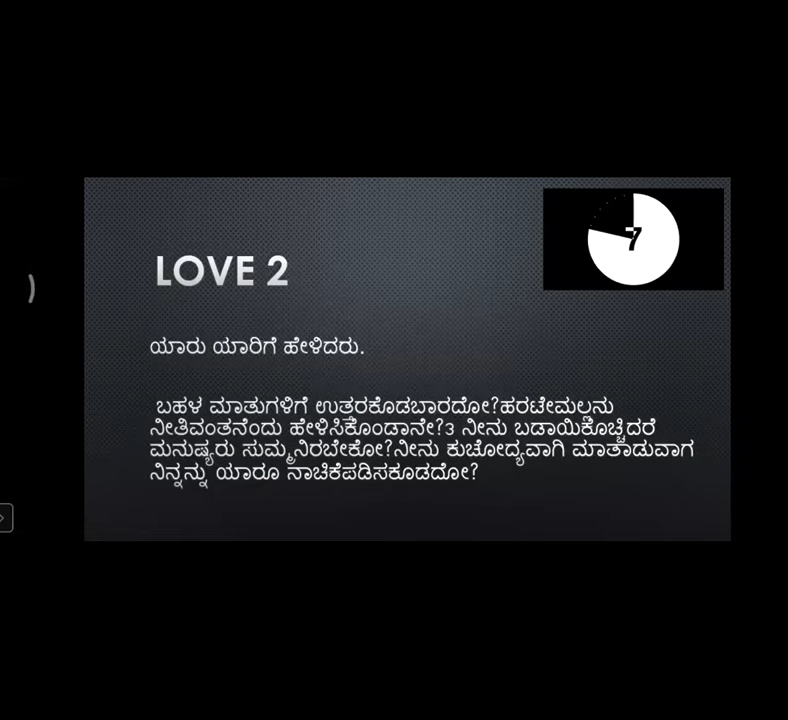 7
LOVE 2
ಯಾರು ಯಾರಿಗೆ ಹೇಳಿದರು.
ಬಹಳ ಮಾತುಗಳಿಗೆ ಉತ್ತರಕೊಡಬಾರದೋ?ಹರಟೇಮಲ್ಲನು
ನೀತಿವಂತನೆಂದು ಹೇಳಿಸಿಕೊಂಡಾನೇ?3 ನೀನು ಬಡಾಯಿಕೊಚ್ಚಿದರೆ
ಮನುಷ್ಯರು ಸುಮ್ಮನಿರಬೇಕೋ?ನೀನು ಕುಚೋದ್ಯವಾಗಿ ಮಾತಾಡುವಾಗ
ನಿನ್ನನ್ನು ಯಾರೂ ನಾಚಿಕೆಪಡಿಸಕೂಡದೋ?